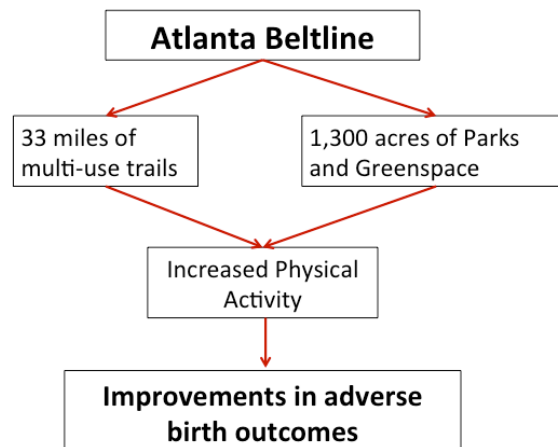 Atlanta Beltline
33 miles of
multi-use trails
1,300 acres of Parks
and Greenspace
Increased Physical
Activity
Improvements in adverse
birth outcomes